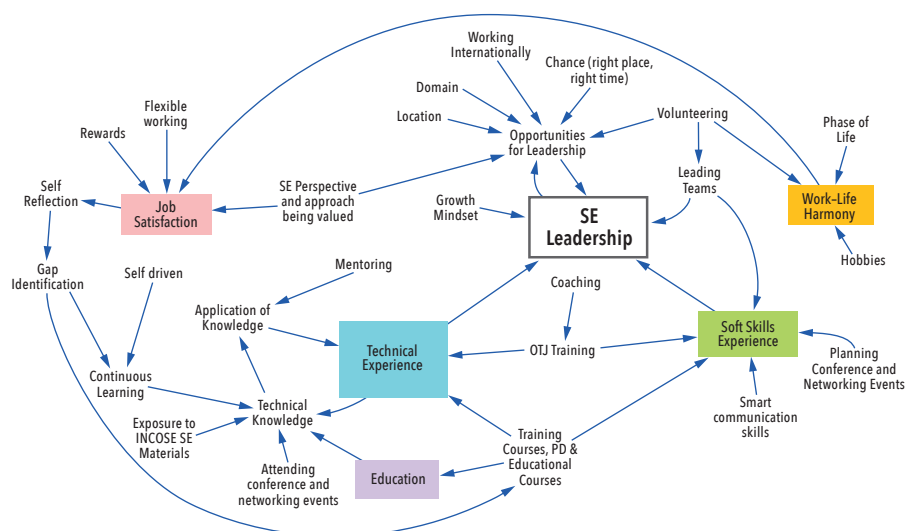 Working
Internationally
Chance (right place,
right time)
Domain
Location
Opportunities
for Leadership
Volunteering
Phase of
Life
Flexible
working
Rewards
Self
Reflection
Job
Satisfaction
SE Perspective
and approach
being valued
Growth
Mindset
SE
Leadership
Leading
Teams
Work–Life
Harmony
Hobbies
Gap
Identification
Self driven
Mentoring
Application of
Knowledge
Coaching
Technical
Experience
OTJ Training
Soft Skills
Experience
Planning
Conference and
Networking Events
Continuous
Learning
Technical
Knowledge
Smart
communication
skills
Exposure to
INCOSE SE
Materials
Attending
conference and
networking events
Education
Training
Courses, PD &
Educational
Courses